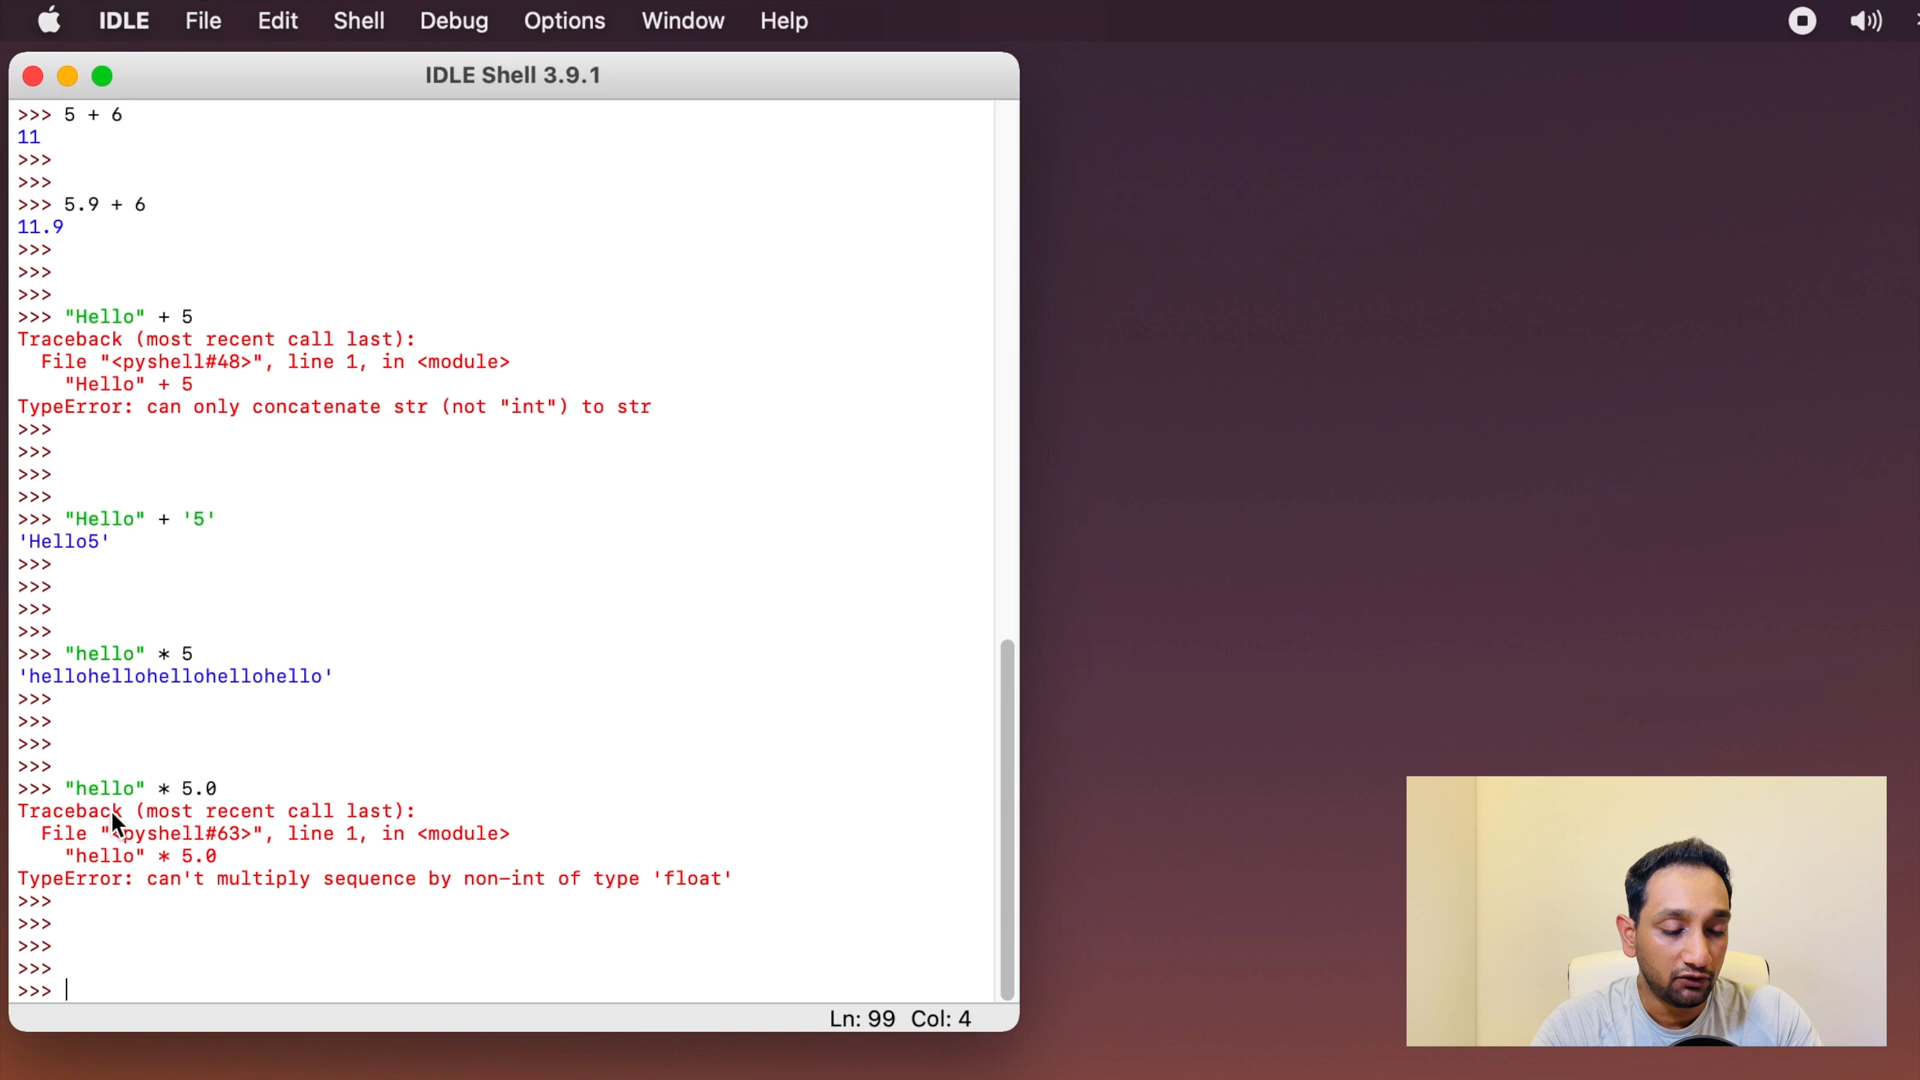 IDLE File Edit Shell Debug Options Window Help
IDLE Shell 3.9.1
>>> 5 + 6
11
>>>
>>>
>>> 5.9 + 6
11.9
>>>
>>>
>>>
>>> "Hello" + 5
Traceback (most recent call last):
  File "<pyshell#48>", line 1, in <module>
    "Hello" + 5
TypeError: can only concatenate str (not "int") to str
>>>
>>>
>>>
>>>
>>> "Hello" + '5'
'Hello5'
>>>
>>>
>>>
>>>
>>> "hello" * 5
'hellohellohellohellohello'
>>>
>>>
>>>
>>>
>>> "hello" * 5.0
Traceback (most recent call last):
  File "<pyshell#63>", line 1, in <module>
    "hello" * 5.0
TypeError: can't multiply sequence by non-int of type 'float'
>>>
>>>
>>>
>>>
>>>
Ln: 99 Col: 4